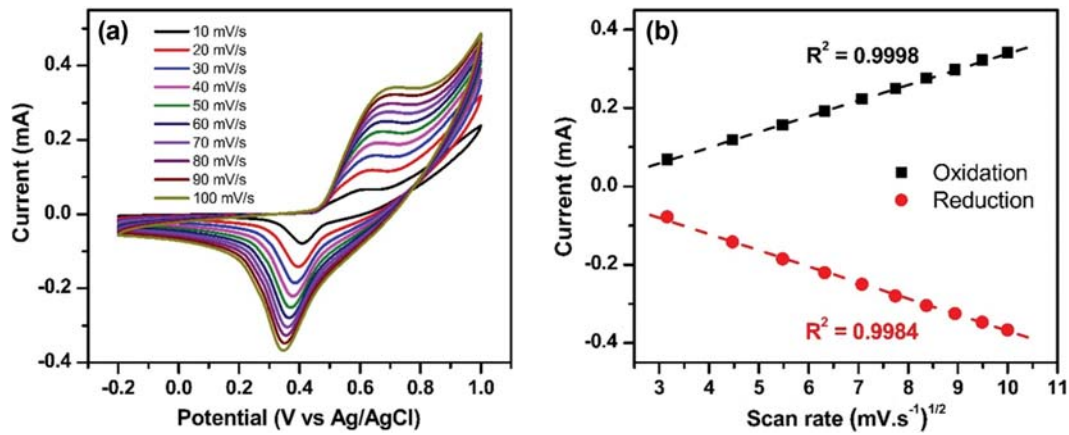 (a)
10 mV/s
20 mV/s
30 mV/s
40 mV/s
50 mV/s
60 mV/s
70 mV/s
80 mV/s
90 mV/s
100 mV/s
0.4
0.2
0.0
-0.2
-0.4
Current (mA)
-0.2 0.0 0.2 0.4 0.6 0.8 1.0
Potential (V vs Ag/AgCl)
(b)
R² = 0.9998
Oxidation
Reduction
R² = 0.9984
0.4
0.2
0.0
-0.2
-0.4
Current (mA)
3 4 5 6 7 8 9 10 11
Scan rate (mV.s⁻¹)¹/²